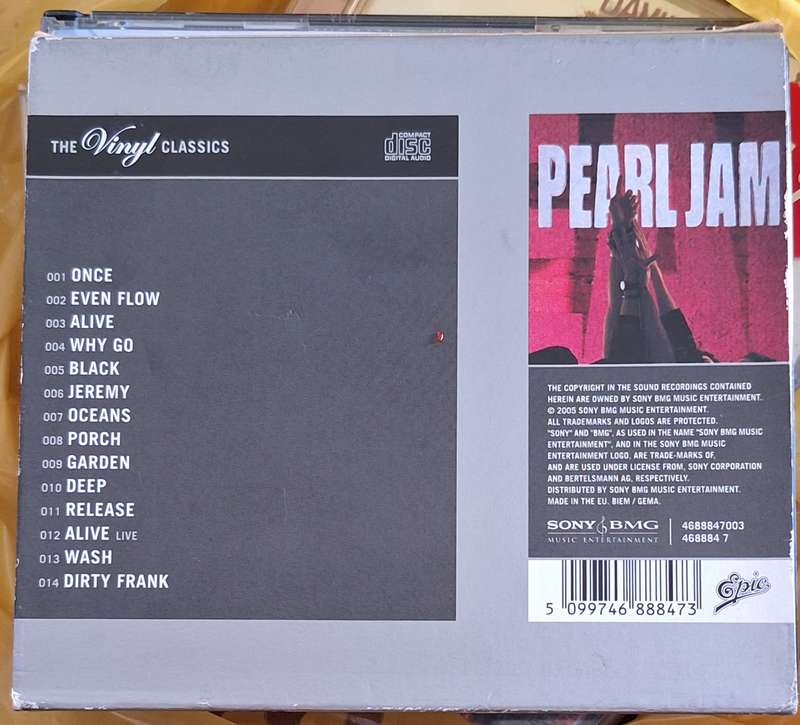 THE Vinyl CLASSICS
COMPACT
disc
DIGITAL AUDIO
001 ONCE
002 EVEN FLOW
003 ALIVE
004 WHY GO
005 BLACK
006 JEREMY
007 OCEANS
008 PORCH
009 GARDEN
010 DEEP
011 RELEASE
012 ALIVE LIVE
013 WASH
014 DIRTY FRANK
PEARL JAM
THE COPYRIGHT IN THE SOUND RECORDINGS CONTAINED
HEREIN ARE OWNED BY SONY BMG MUSIC ENTERTAINMENT.
© 2005 SONY BMG MUSIC ENTERTAINMENT.
ALL TRADEMARKS AND LOGOS ARE PROTECTED.
"SONY" AND "BMG", AS USED IN THE NAME "SONY BMG MUSIC
ENTERTAINMENT", AND IN THE SONY BMG MUSIC
ENTERTAINMENT LOGO, ARE TRADE-MARKS OF,
AND ARE USED UNDER LICENSE FROM, SONY CORPORATION
AND BERTELSMANN AG, RESPECTIVELY.
DISTRIBUTED BY SONY BMG MUSIC ENTERTAINMENT.
MADE IN THE EU. BIEM / GEMA.
SONY BMG
MUSIC ENTERTAINMENT
4688847003
468884 7
5 099746 888473
Epic